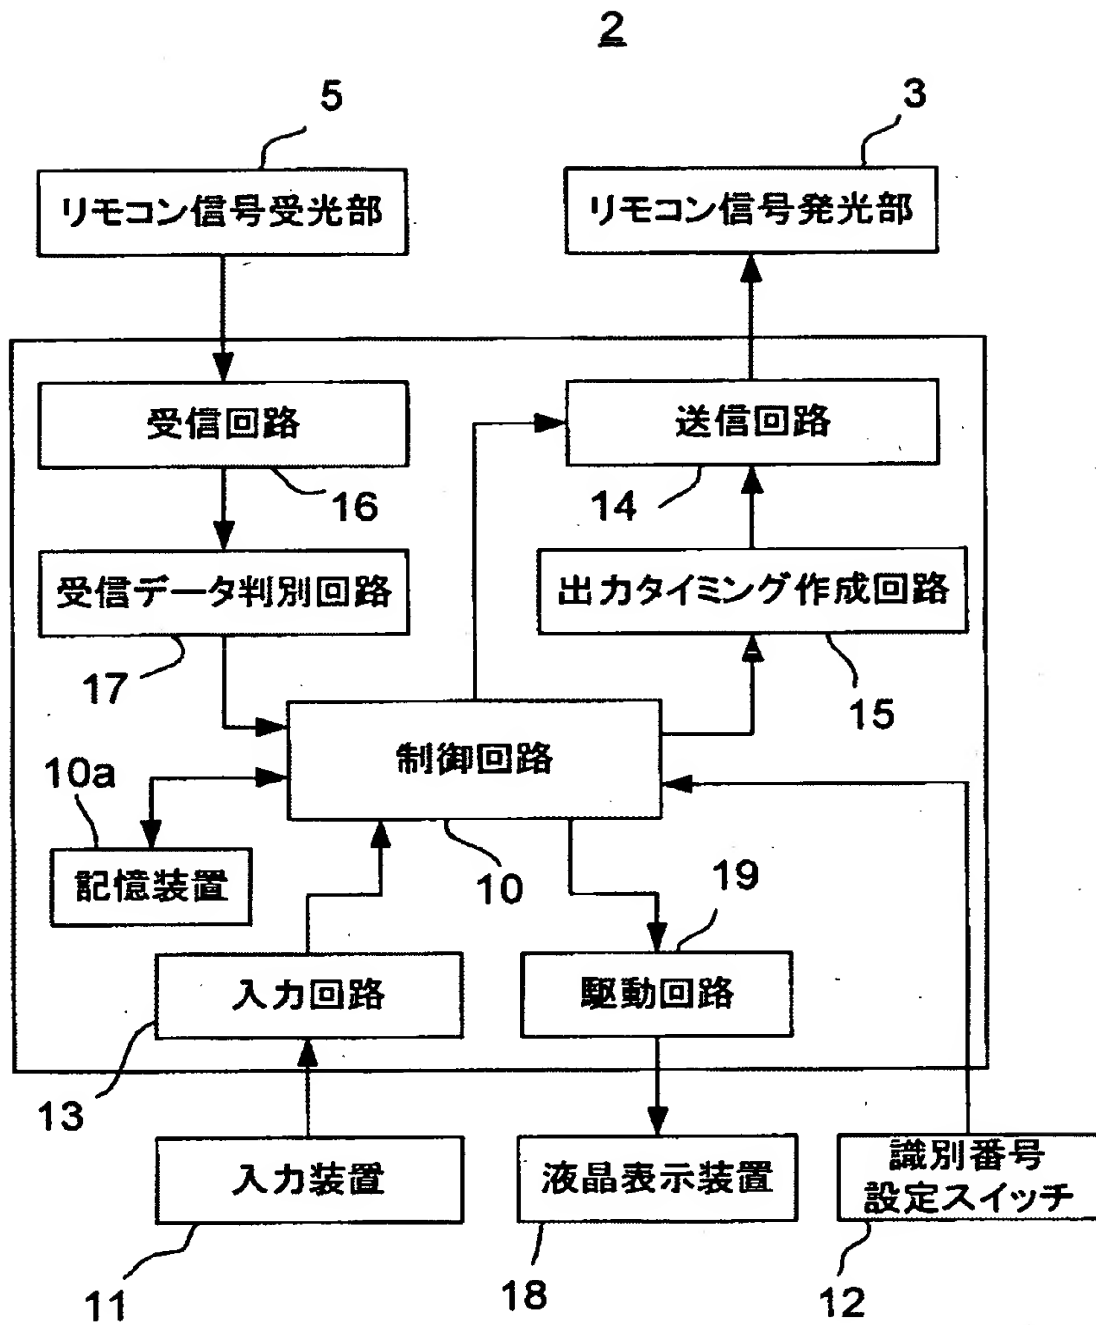 2
5
3
リモコン信号受光部
リモコン信号発光部
受信回路
送信回路
16
14
受信データ判別回路
出力タイミング作成回路
17
15
制御回路
10a
10
記憶装置
19
入力回路
駆動回路
13
入力装置
液晶表示装置
識別番号
設定スイッチ
11
18
12